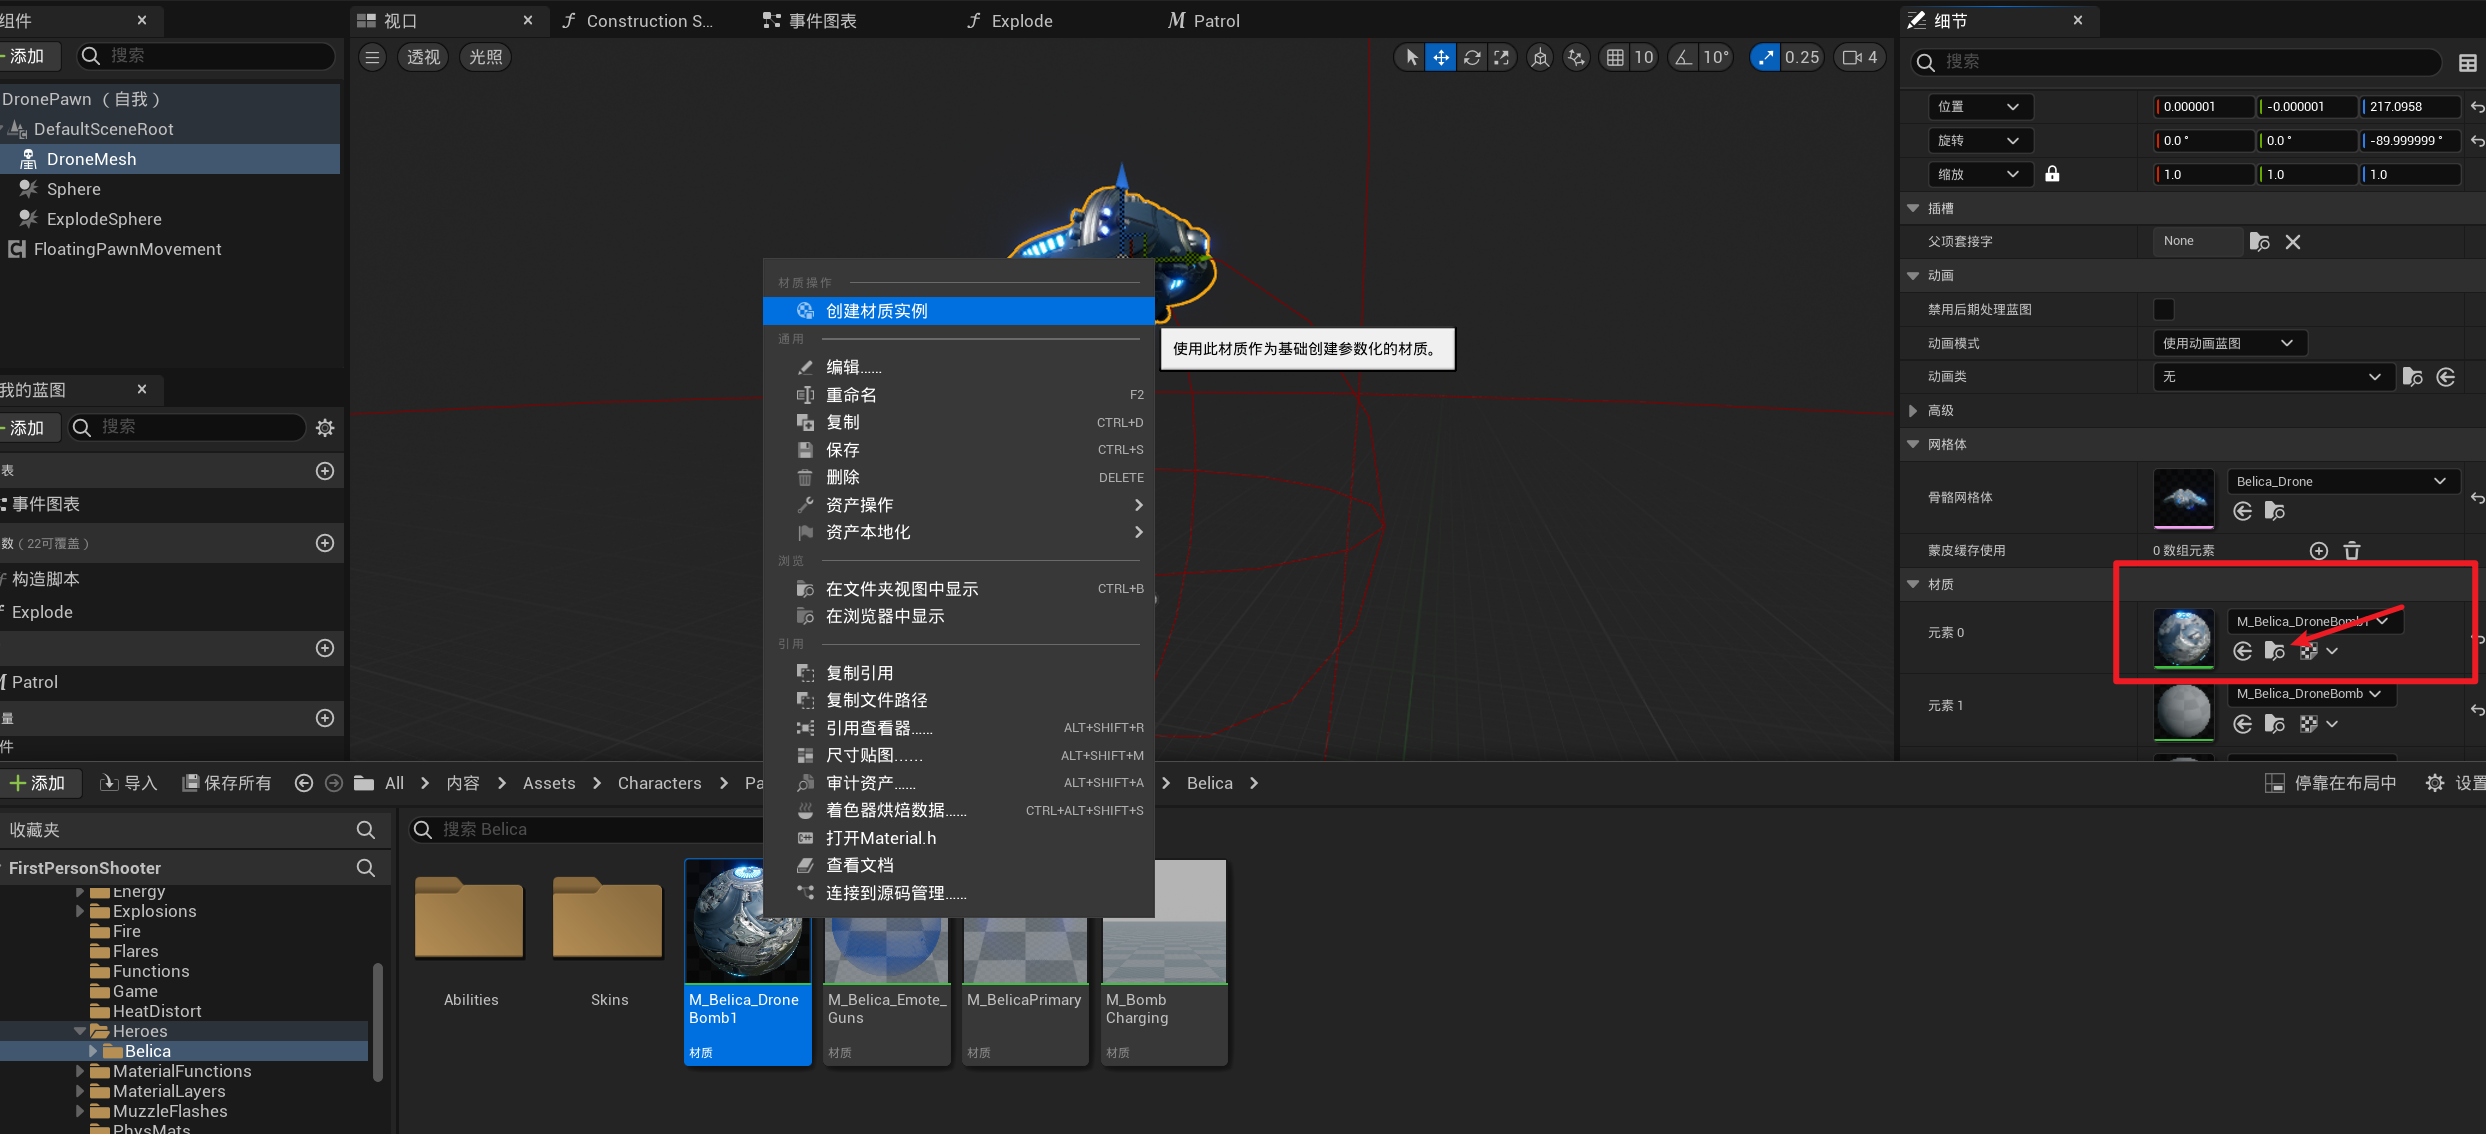 组件
添加
搜索
DronePawn （自我）
DefaultSceneRoot
DroneMesh
Sphere
ExplodeSphere
FloatingPawnMovement
我的蓝图
添加
搜索
表
事件图表
数（22可覆盖）
构造脚本
Explode
Patrol
量
件
视口
Construction S...
事件图表
Explode
Patrol
透视
光照
10
10°
0.25
4
材质操作
创建材质实例
使用此材质作为基础创建参数化的材质。
通用
编辑……
重命名 F2
复制 CTRL+D
保存 CTRL+S
删除 DELETE
资产操作
资产本地化
浏览
在文件夹视图中显示 CTRL+B
在浏览器中显示
引用
复制引用
复制文件路径
引用查看器…… ALT+SHIFT+R
尺寸贴图…… ALT+SHIFT+M
审计资产…… ALT+SHIFT+A
着色器烘焙数据…… CTRL+ALT+SHIFT+S
打开Material.h
查看文档
连接到源码管理……
细节
搜索
位置 0.000001 -0.000001 217.0958
旋转 0.0 ° 0.0 ° -89.999999 °
缩放 1.0 1.0 1.0
插槽
父项套接字 None
动画
禁用后期处理蓝图
动画模式 使用动画蓝图
动画类 无
高级
网格体
骨骼网格体 Belica_Drone
蒙皮缓存使用 0 数组元素
材质
元素 0 M_Belica_DroneBomb1
元素 1 M_Belica_DroneBomb
添加 导入 保存所有 All 内容 Assets Characters Pa Belica 停靠在布局中 设置
收藏夹
FirstPersonShooter
Energy
Explosions
Fire
Flares
Functions
Game
HeatDistort
Heroes
Belica
MaterialFunctions
MaterialLayers
MuzzleFlashes
PhysMats
搜索 Belica
Abilities
Skins
M_Belica_Drone
Bomb1
材质
M_Belica_Emote_
Guns
材质
M_BelicaPrimary
材质
M_Bomb
Charging
材质